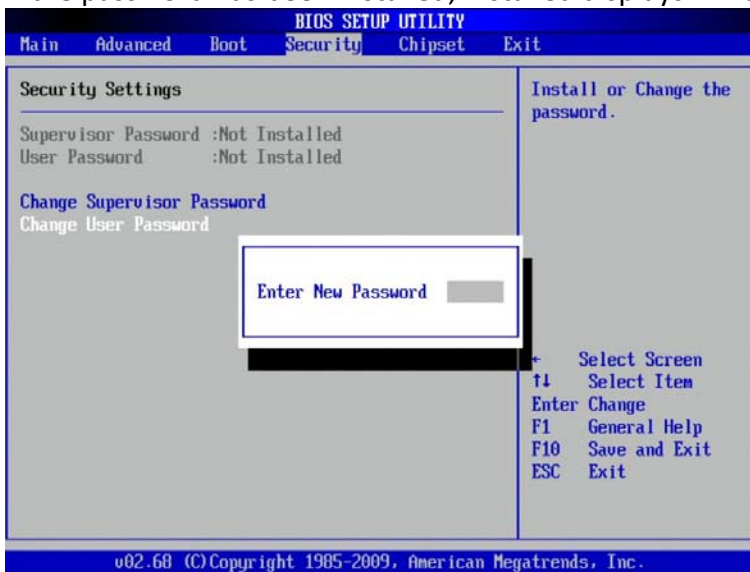 BIOS SETUP UTILITY
Main Advanced Boot Security Chipset Exit
Security Settings
Supervisor Password :Not Installed
User Password :Not Installed
Change Supervisor Password
Change User Password
Enter New Password
Install or Change the
password.
← Select Screen
↑↓ Select Item
Enter Change
F1 General Help
F10 Save and Exit
ESC Exit
v02.68 (C)Copyright 1985-2009, American Megatrends, Inc.